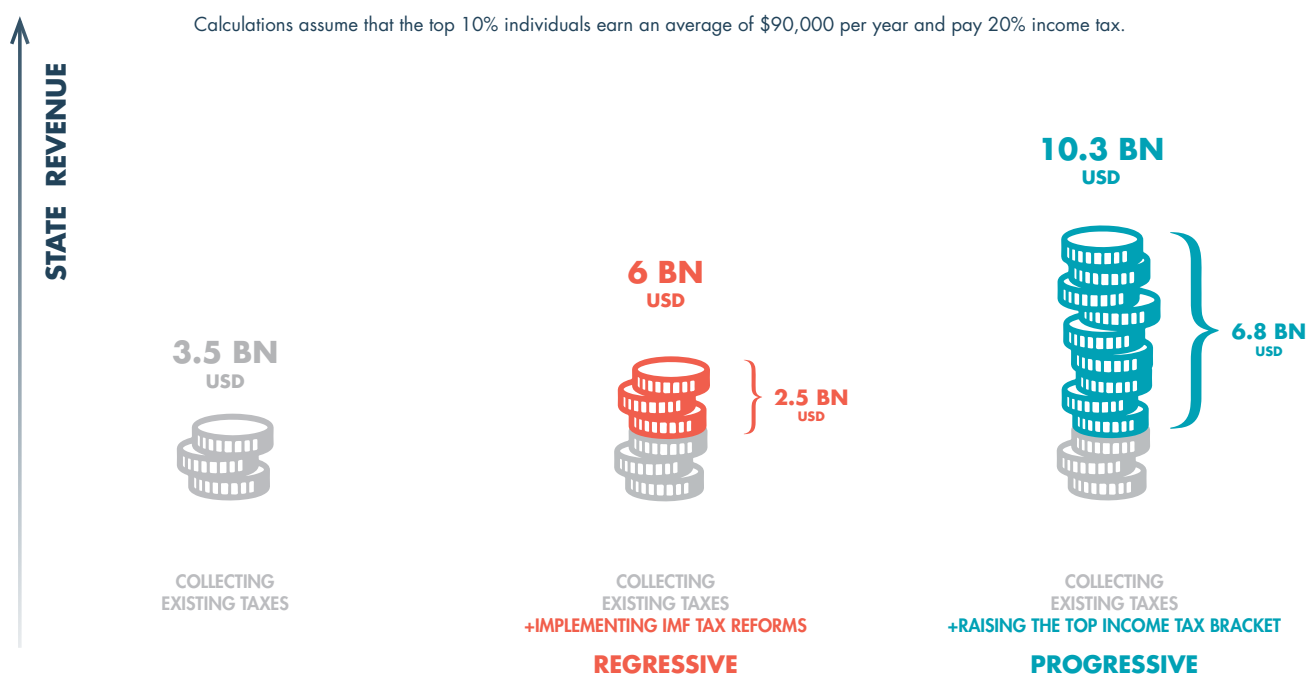 Calculations assume that the top 10% individuals earn an average of $90,000 per year and pay 20% income tax.
STATE REVENUE
3.5 BN
USD
COLLECTING
EXISTING TAXES
6 BN
USD
2.5 BN
USD
COLLECTING
EXISTING TAXES
+IMPLEMENTING IMF TAX REFORMS
REGRESSIVE
10.3 BN
USD
6.8 BN
USD
COLLECTING
EXISTING TAXES
+RAISING THE TOP INCOME TAX BRACKET
PROGRESSIVE